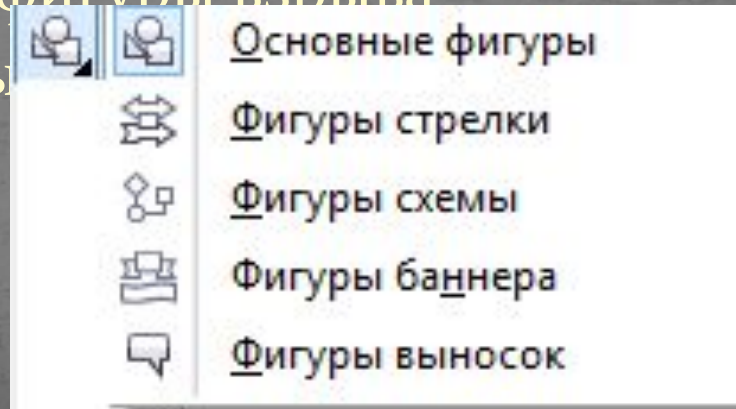 Основные фигуры
Фигуры стрелки
Фигуры схемы
Фигуры баннера
Фигуры выносок